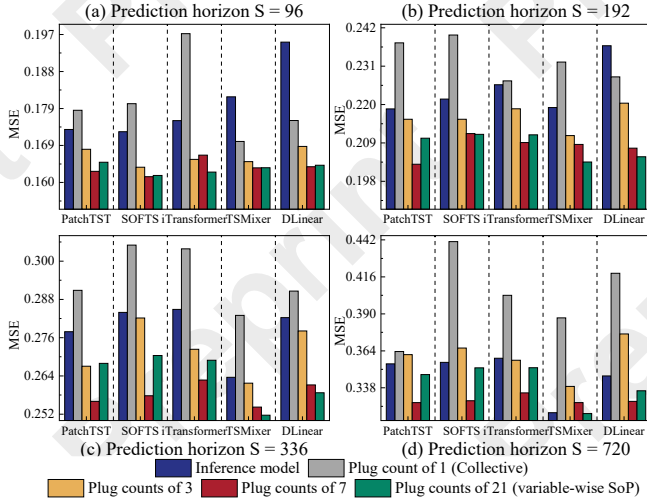 (a) Prediction horizon S = 96
(b) Prediction horizon S = 192
MSE
0.197
0.188
0.179
0.169
0.160
PatchTST SOFTS iTransformer TSMixer DLinear
MSE
0.242
0.231
0.220
0.209
0.198
PatchTST SOFTS iTransformer TSMixer DLinear
MSE
0.300
0.288
0.276
0.264
0.252
PatchTST SOFTS iTransformer TSMixer DLinear
MSE
0.442
0.416
0.390
0.364
0.338
PatchTST SOFTS iTransformer TSMixer DLinear
(c) Prediction horizon S = 336
(d) Prediction horizon S = 720
Inference model Plug count of 1 (Collective)
Plug counts of 3 Plug counts of 7 Plug counts of 21 (variable-wise SoP)